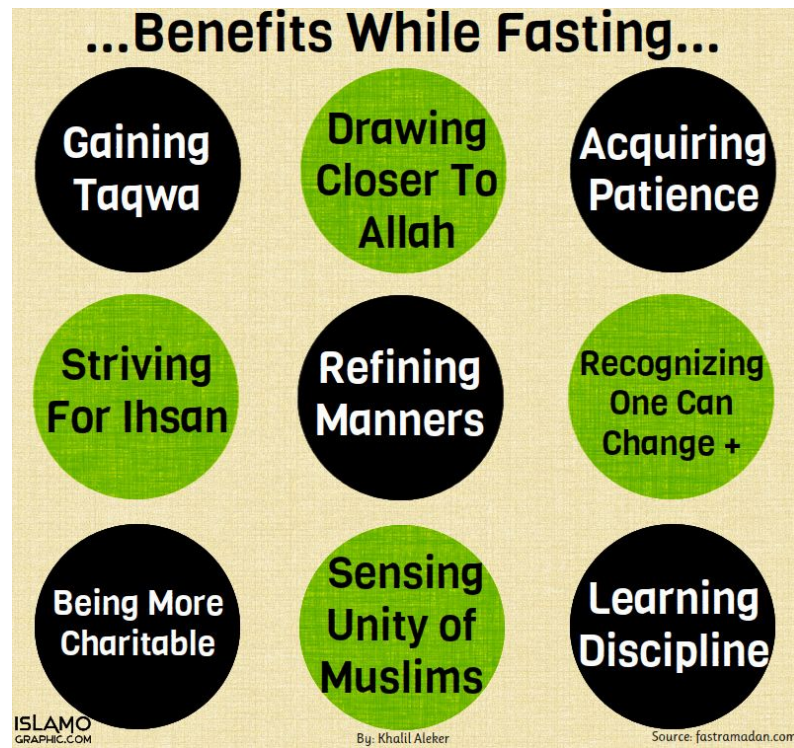 ...Benefits While Fasting...
Gaining
Taqwa
Drawing
Closer To
Allah
Acquiring
Patience
Striving
For Ihsan
Refining
Manners
Recognizing
One Can
Change +
Being More
Charitable
Sensing
Unity of
Muslims
Learning
Discipline
ISLAMO
GRAPHIC.COM
By: Khalil Aleker
Source: fastramadan.com